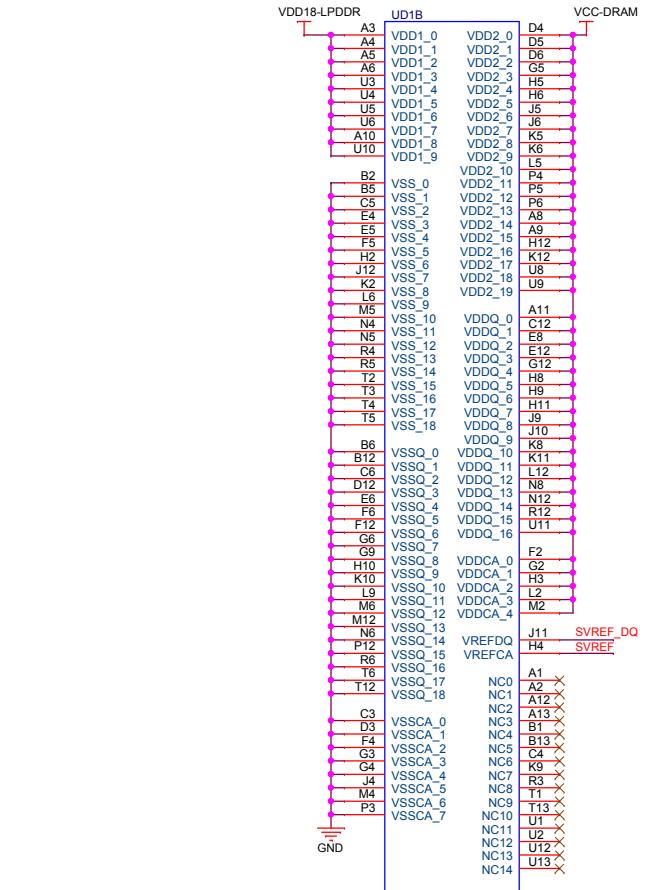 VDD18-LPDDR
VCC-DRAM
UD1B
A3 VDD1_0 VDD2_0 D4
A4 VDD1_1 VDD2_1 D5
A5 VDD1_2 VDD2_2 D6
A6 VDD1_3 VDD2_3 G5
U3 VDD1_4 VDD2_4 H5
U4 VDD1_5 VDD2_5 H6
U5 VDD1_6 VDD2_6 J5
U6 VDD1_7 VDD2_7 J6
A10 VDD1_8 VDD2_8 K5
U10 VDD1_9 VDD2_9 K6
VDD2_10 L5
B2 VSS_0 VDD2_11 P4
B5 VSS_1 VDD2_12 P5
C5 VSS_2 VDD2_13 P6
E4 VSS_3 VDD2_14 A8
E5 VSS_4 VDD2_15 A9
F5 VSS_5 VDD2_16 H12
H2 VSS_6 VDD2_17 K12
J12 VSS_7 VDD2_18 U8
K2 VSS_8 VDD2_19 U9
L6 VSS_9
M5 VSS_10 VDDQ_0 A11
N4 VSS_11 VDDQ_1 C12
N5 VSS_12 VDDQ_2 E8
R4 VSS_13 VDDQ_3 E12
R5 VSS_14 VDDQ_4 G12
T2 VSS_15 VDDQ_5 H8
T3 VSS_16 VDDQ_6 H9
T4 VSS_17 VDDQ_7 H11
T5 VSS_18 VDDQ_8 J9
VDDQ_9 J10
B6 VSSQ_0 VDDQ_10 K8
B12 VSSQ_1 VDDQ_11 K11
C6 VSSQ_2 VDDQ_12 L12
D12 VSSQ_3 VDDQ_13 N8
E6 VSSQ_4 VDDQ_14 N12
F6 VSSQ_5 VDDQ_15 R12
F12 VSSQ_6 VDDQ_16 U11
G6 VSSQ_7
G9 VSSQ_8 VDDCA_0 F2
H10 VSSQ_9 VDDCA_1 G2
K10 VSSQ_10 VDDCA_2 H3
L9 VSSQ_11 VDDCA_3 L2
M6 VSSQ_12 VDDCA_4 M2
M12 VSSQ_13
N6 VSSQ_14 VREFDQ J11 SVREF_DQ
P12 VSSQ_15 VREFCA H4 SVREF
R6 VSSQ_16
T6 VSSQ_17 NC0 A1
T12 VSSQ_18 NC1 A2
NC2 A12
C3 VSSCA_0 NC3 A13
D3 VSSCA_1 NC4 B1
F4 VSSCA_2 NC5 B13
G3 VSSCA_3 NC6 C4
G4 VSSCA_4 NC7 K9
J4 VSSCA_5 NC8 R3
M4 VSSCA_6 NC9 T1
P3 VSSCA_7 NC10 T13
NC11 U1
NC12 U2
NC13 U12
NC14 U13
GND